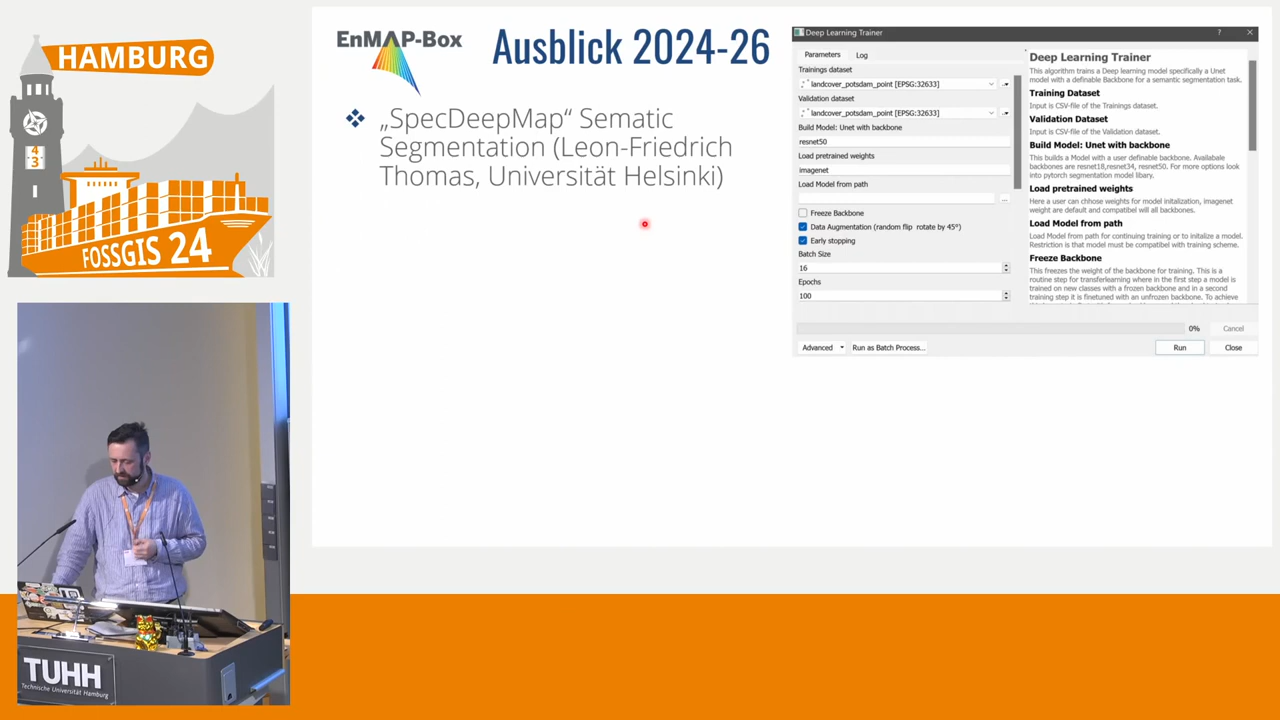 HAMBURG
4
3
FOSSGIS 24
EnMAP-Box
Ausblick 2024-26
„SpecDeepMap“ Sematic
Segmentation (Leon-Friedrich
Thomas, Universität Helsinki)
Deep Learning Trainer
Parameters
Log
Trainings dataset
landcover_potsdam_point [EPSG:32633]
Validation dataset
landcover_potsdam_point [EPSG:32633]
Build Model: Unet with backbone
resnet50
Load pretrained weights
imagenet
Load Model from path
Freeze Backbone
Data Augmentation (random flip rotate by 45°)
Early stopping
Batch Size
16
Epochs
100
Deep Learning Trainer
This algorithm trains a Deep learning model specifically a Unet
model with a definable Backbone for a semantic segmentation task.
Training Dataset
Input is CSV-file of the Trainings dataset.
Validation Dataset
Input is CSV-file of the Validation dataset.
Build Model: Unet with backbone
This builds a Model with a user definable backbone. Availabale
backbones are resnet18,resnet34, resnet50. For more options look
into pytorch segmentation model libary.
Load pretrained weights
Here a user can chhose weights for model initalization, imagenet
weight are default and compatibel will all backbones.
Load Model from path
Load Model from path for continuing training or to initalize a model.
Restriction is that model must be compatibel with training scheme.
Freeze Backbone
This freezes the weight of the backbone for training. This is a
routine step for transferlearning where in the first step a model is
trained on new classes with a frozen backbone and in a second
training step it is finetuned with an unfrozen backbone. To achieve
0%
Cancel
Advanced
Run as Batch Process...
Run
Close
TUHH
Technische Universität Hamburg